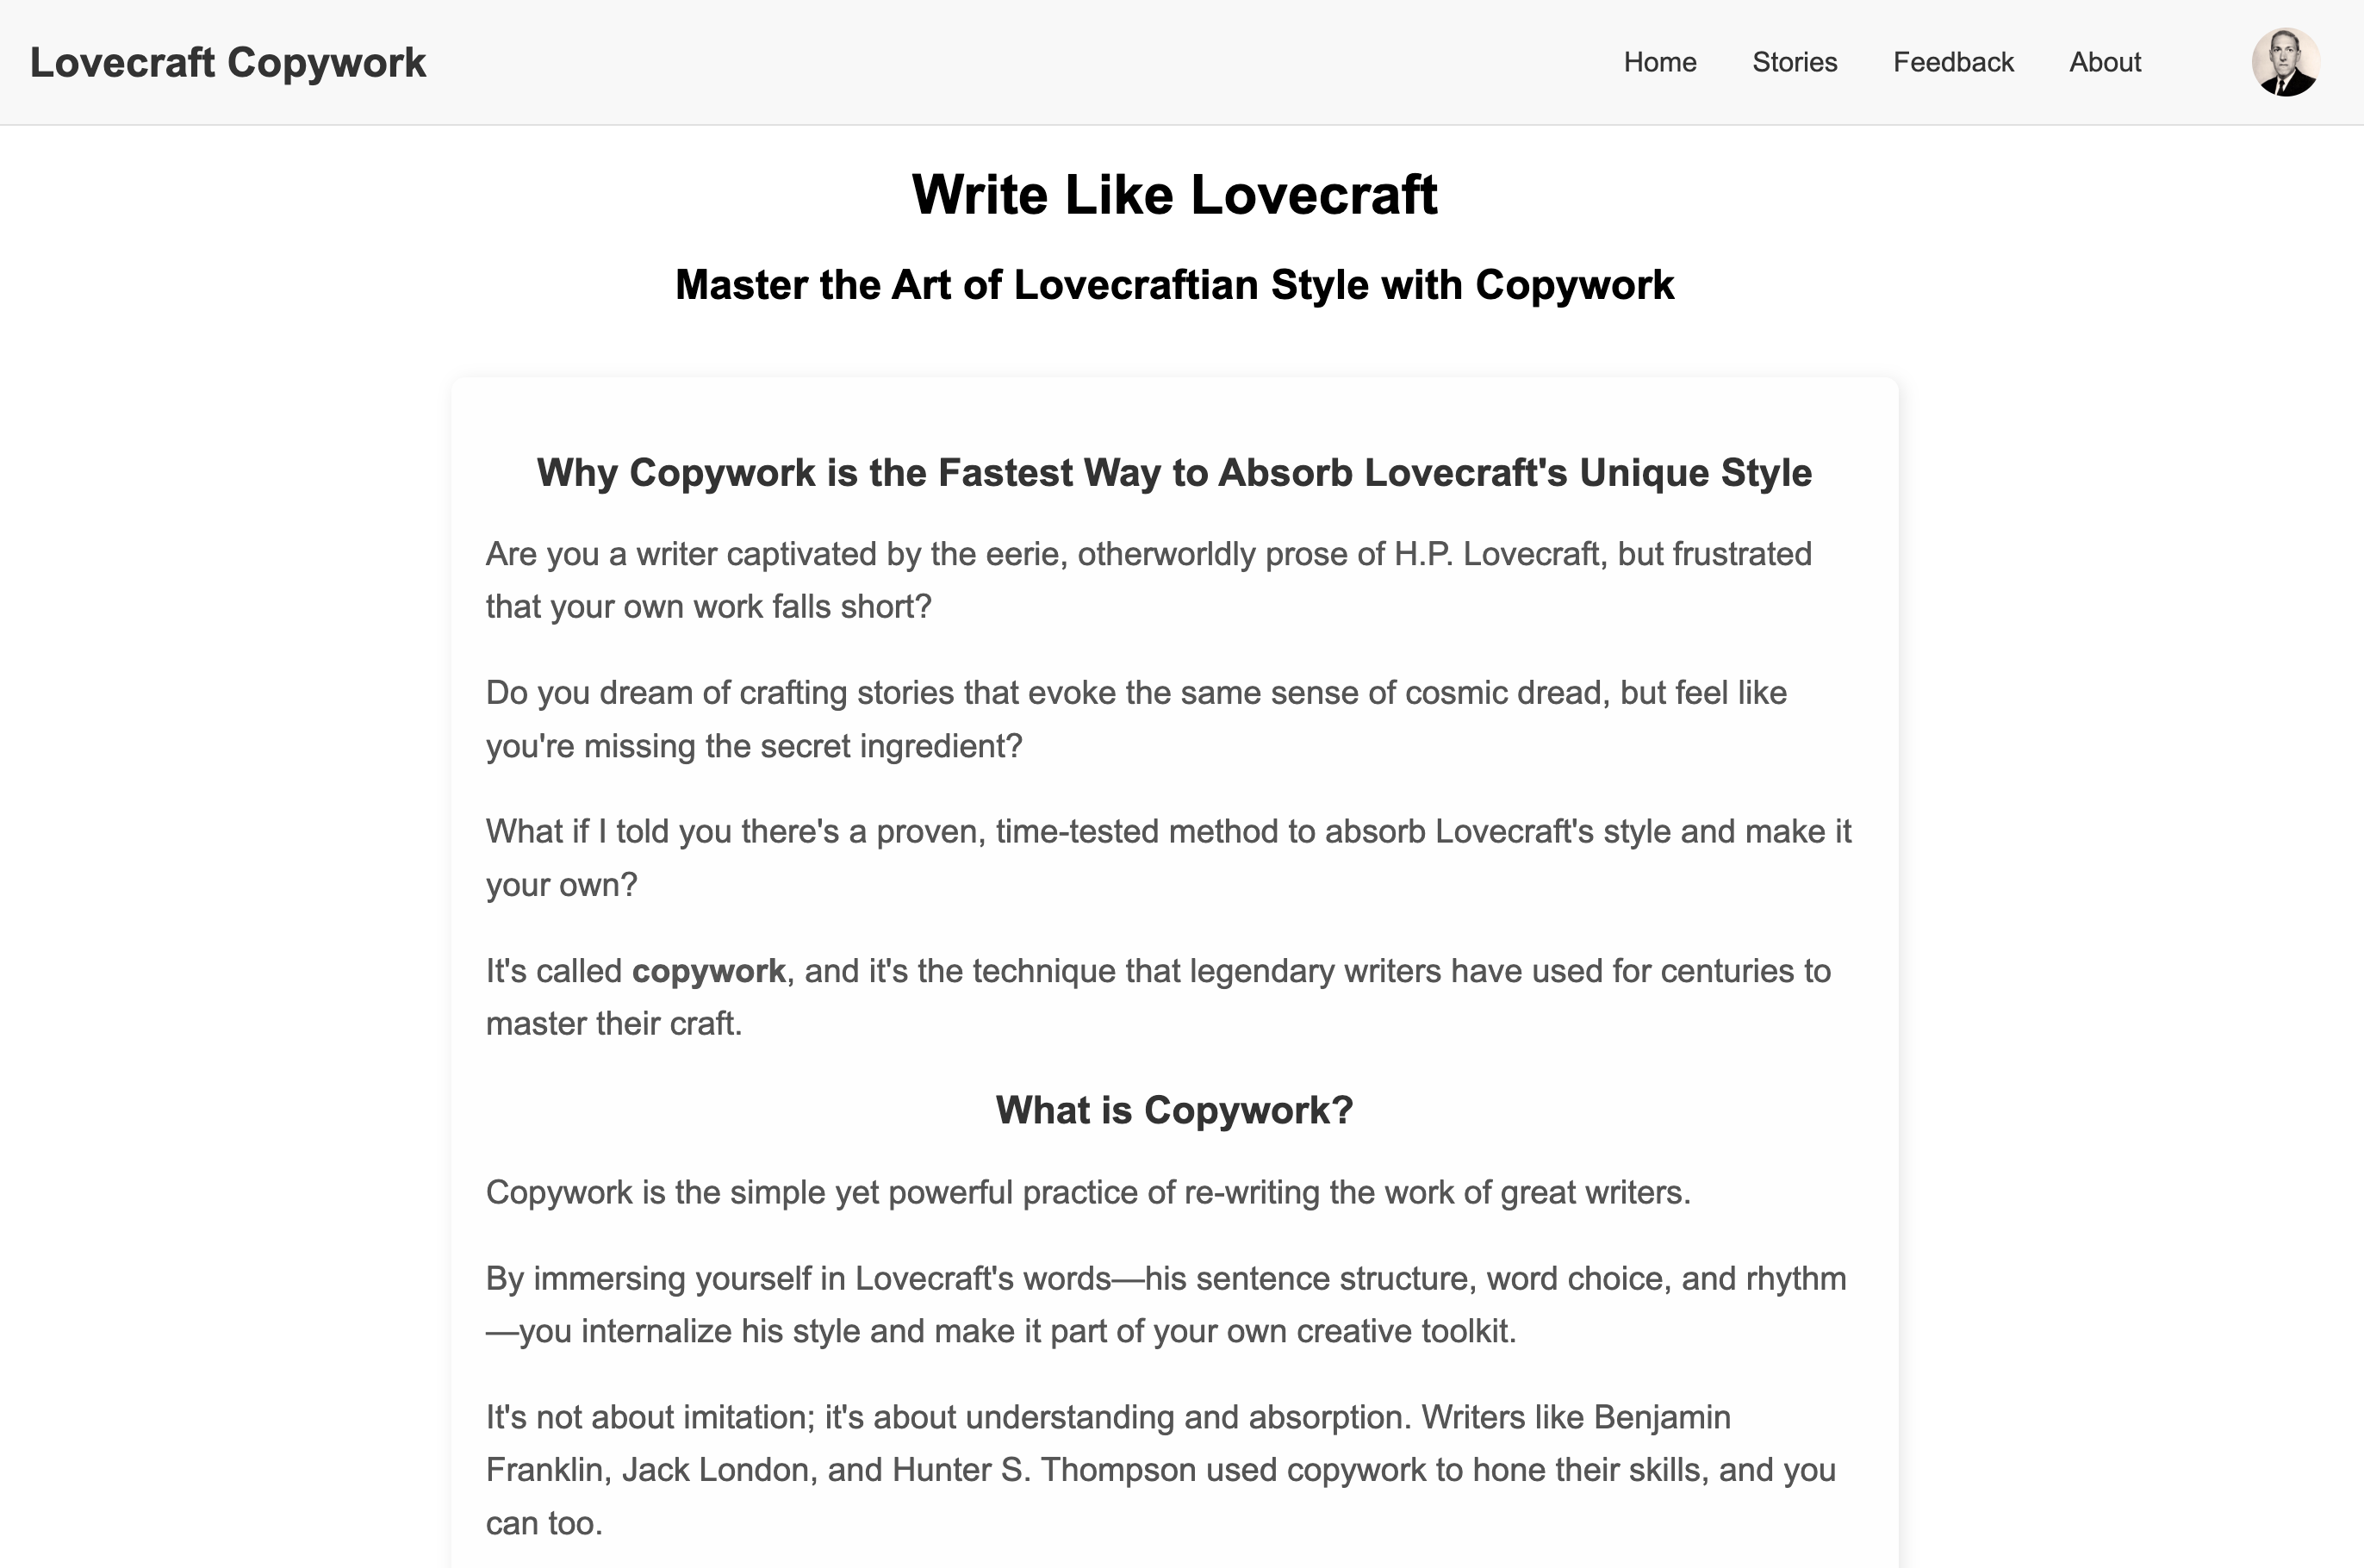 Lovecraft Copywork
Home Stories Feedback About
Write Like Lovecraft
Master the Art of Lovecraftian Style with Copywork
Why Copywork is the Fastest Way to Absorb Lovecraft's Unique Style
Are you a writer captivated by the eerie, otherworldly prose of H.P. Lovecraft, but frustrated
that your own work falls short?
Do you dream of crafting stories that evoke the same sense of cosmic dread, but feel like
you're missing the secret ingredient?
What if I told you there's a proven, time-tested method to absorb Lovecraft's style and make it
your own?
It's called copywork, and it's the technique that legendary writers have used for centuries to
master their craft.
What is Copywork?
Copywork is the simple yet powerful practice of re-writing the work of great writers.
By immersing yourself in Lovecraft's words—his sentence structure, word choice, and rhythm
—you internalize his style and make it part of your own creative toolkit.
It's not about imitation; it's about understanding and absorption. Writers like Benjamin
Franklin, Jack London, and Hunter S. Thompson used copywork to hone their skills, and you
can too.